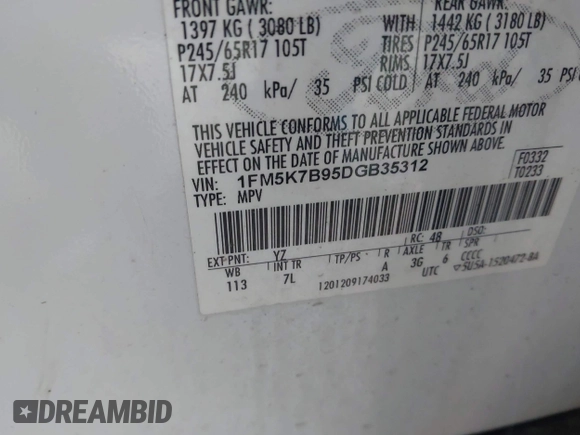 FRONT GAWR: REAR GAWR:
1397 KG ( 3080 LB) WITH 1442 KG ( 3180 LB)
P245/65R17 105T TIRES P245/65R17 105T
17X7.5J RIMS 17X7.5J
AT 240 kPa/ 35 PSI COLD AT 240 kPa/ 35 PSI
THIS VEHICLE CONFORMS TO ALL APPLICABLE FEDERAL MOTOR
VEHICLE SAFETY AND THEFT PREVENTION STANDARDS IN
EFFECT ON THE DATE OF MANUFACTURE SHOWN ABOVE.
VIN: 1FM5K7B95DGB35312
TYPE: MPV
F0332
T0233
EXT PNT: YZ RC: 48 DSO:
WB INT TR TP/PS R AXLE TR SPR
113 7L A 3G 6 CCCC
1201209174033 UTC
DREAMBID